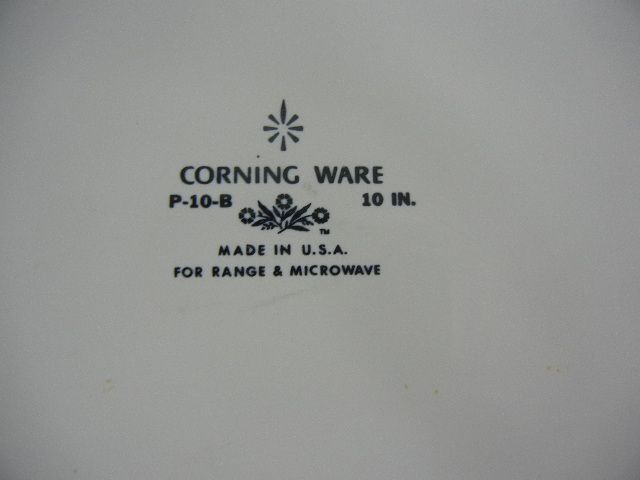 CORNING WARE
P-10-B 10 IN.
TM
MADE IN U.S.A.
FOR RANGE & MICROWAVE